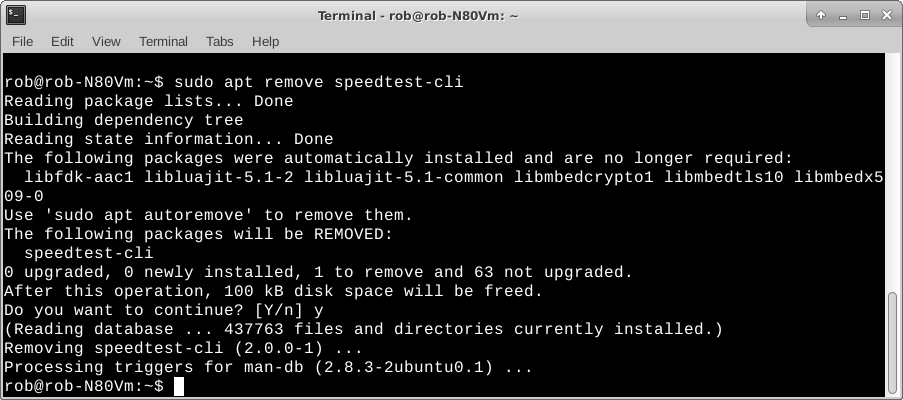 Terminal - rob@rob-N80Vm: ~
File Edit View Terminal Tabs Help
rob@rob-N80Vm:~$ sudo apt remove speedtest-cli
Reading package lists... Done
Building dependency tree
Reading state information... Done
The following packages were automatically installed and are no longer required:
  libfdk-aac1 libluajit-5.1-2 libluajit-5.1-common libmbedcrypto1 libmbedtls10 libmbedx5
09-0
Use 'sudo apt autoremove' to remove them.
The following packages will be REMOVED:
  speedtest-cli
0 upgraded, 0 newly installed, 1 to remove and 63 not upgraded.
After this operation, 100 kB disk space will be freed.
Do you want to continue? [Y/n] y
(Reading database ... 437763 files and directories currently installed.)
Removing speedtest-cli (2.0.0-1) ...
Processing triggers for man-db (2.8.3-2ubuntu0.1) ...
rob@rob-N80Vm:~$